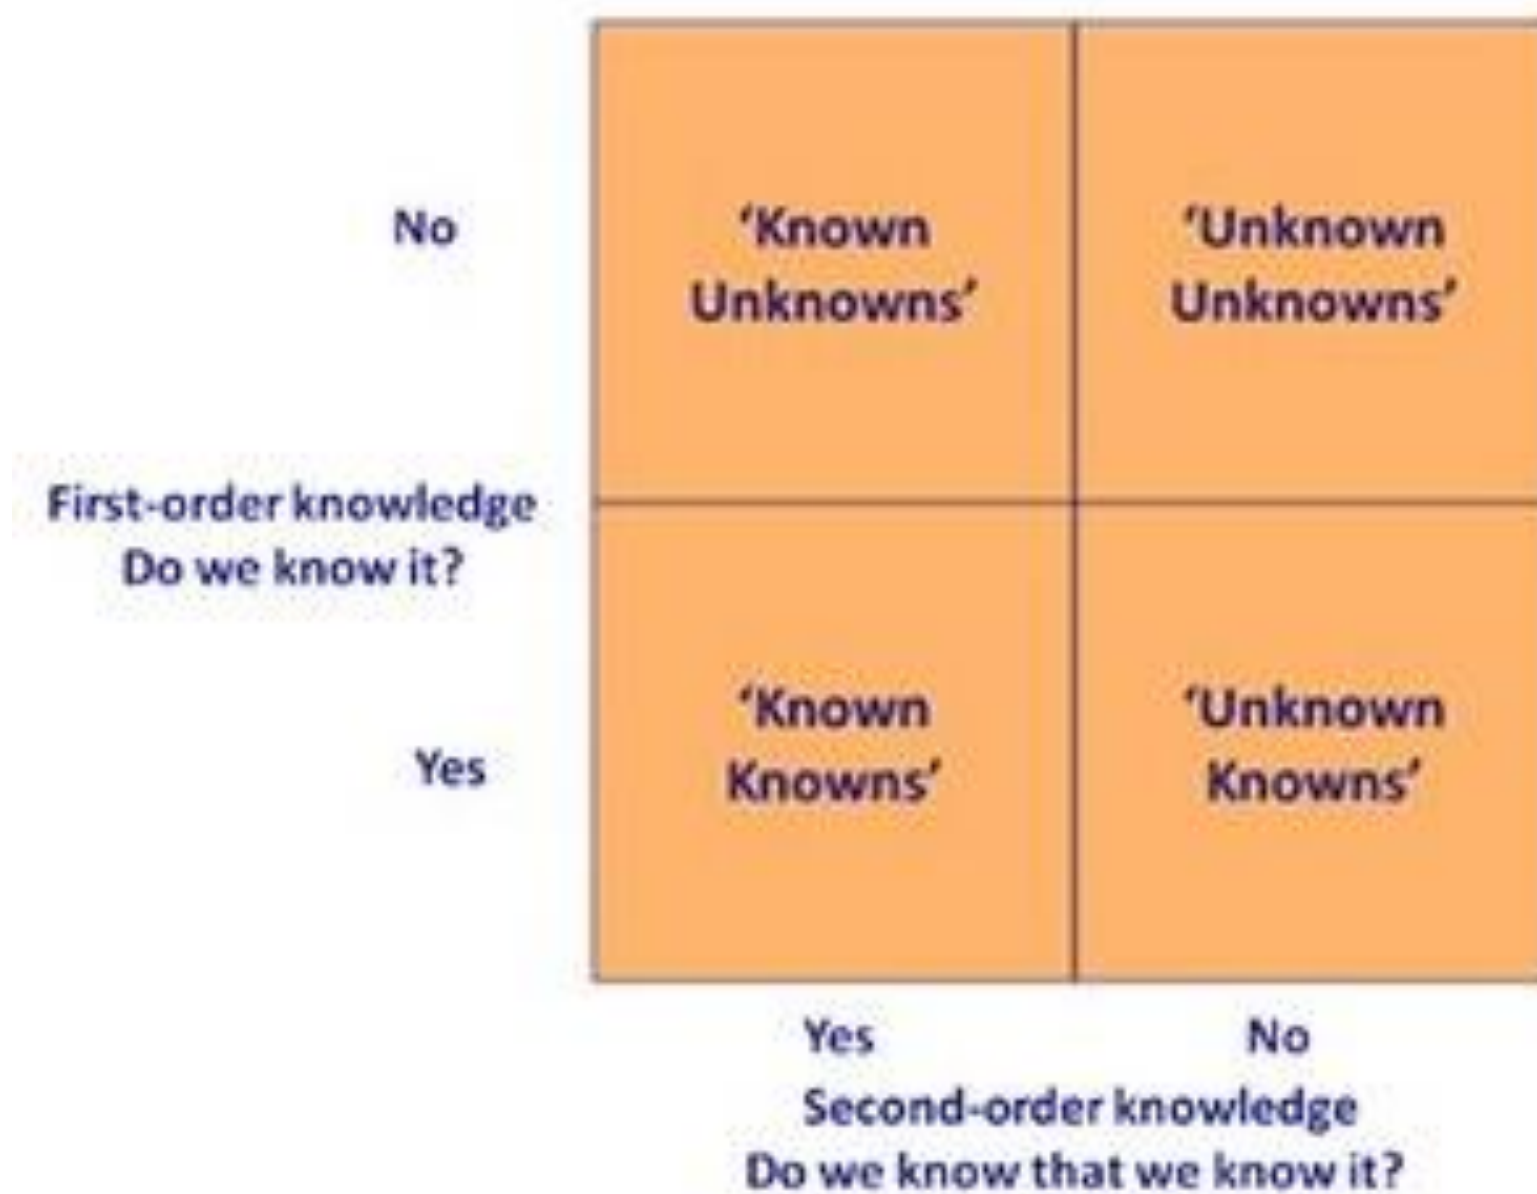 No
‘Known
Unknowns’
‘Unknown
Unknowns’
First-order knowledge
Do we know it?
Yes
‘Known
Knowns’
‘Unknown
Knowns’
Yes
No
Second-order knowledge
Do we know that we know it?